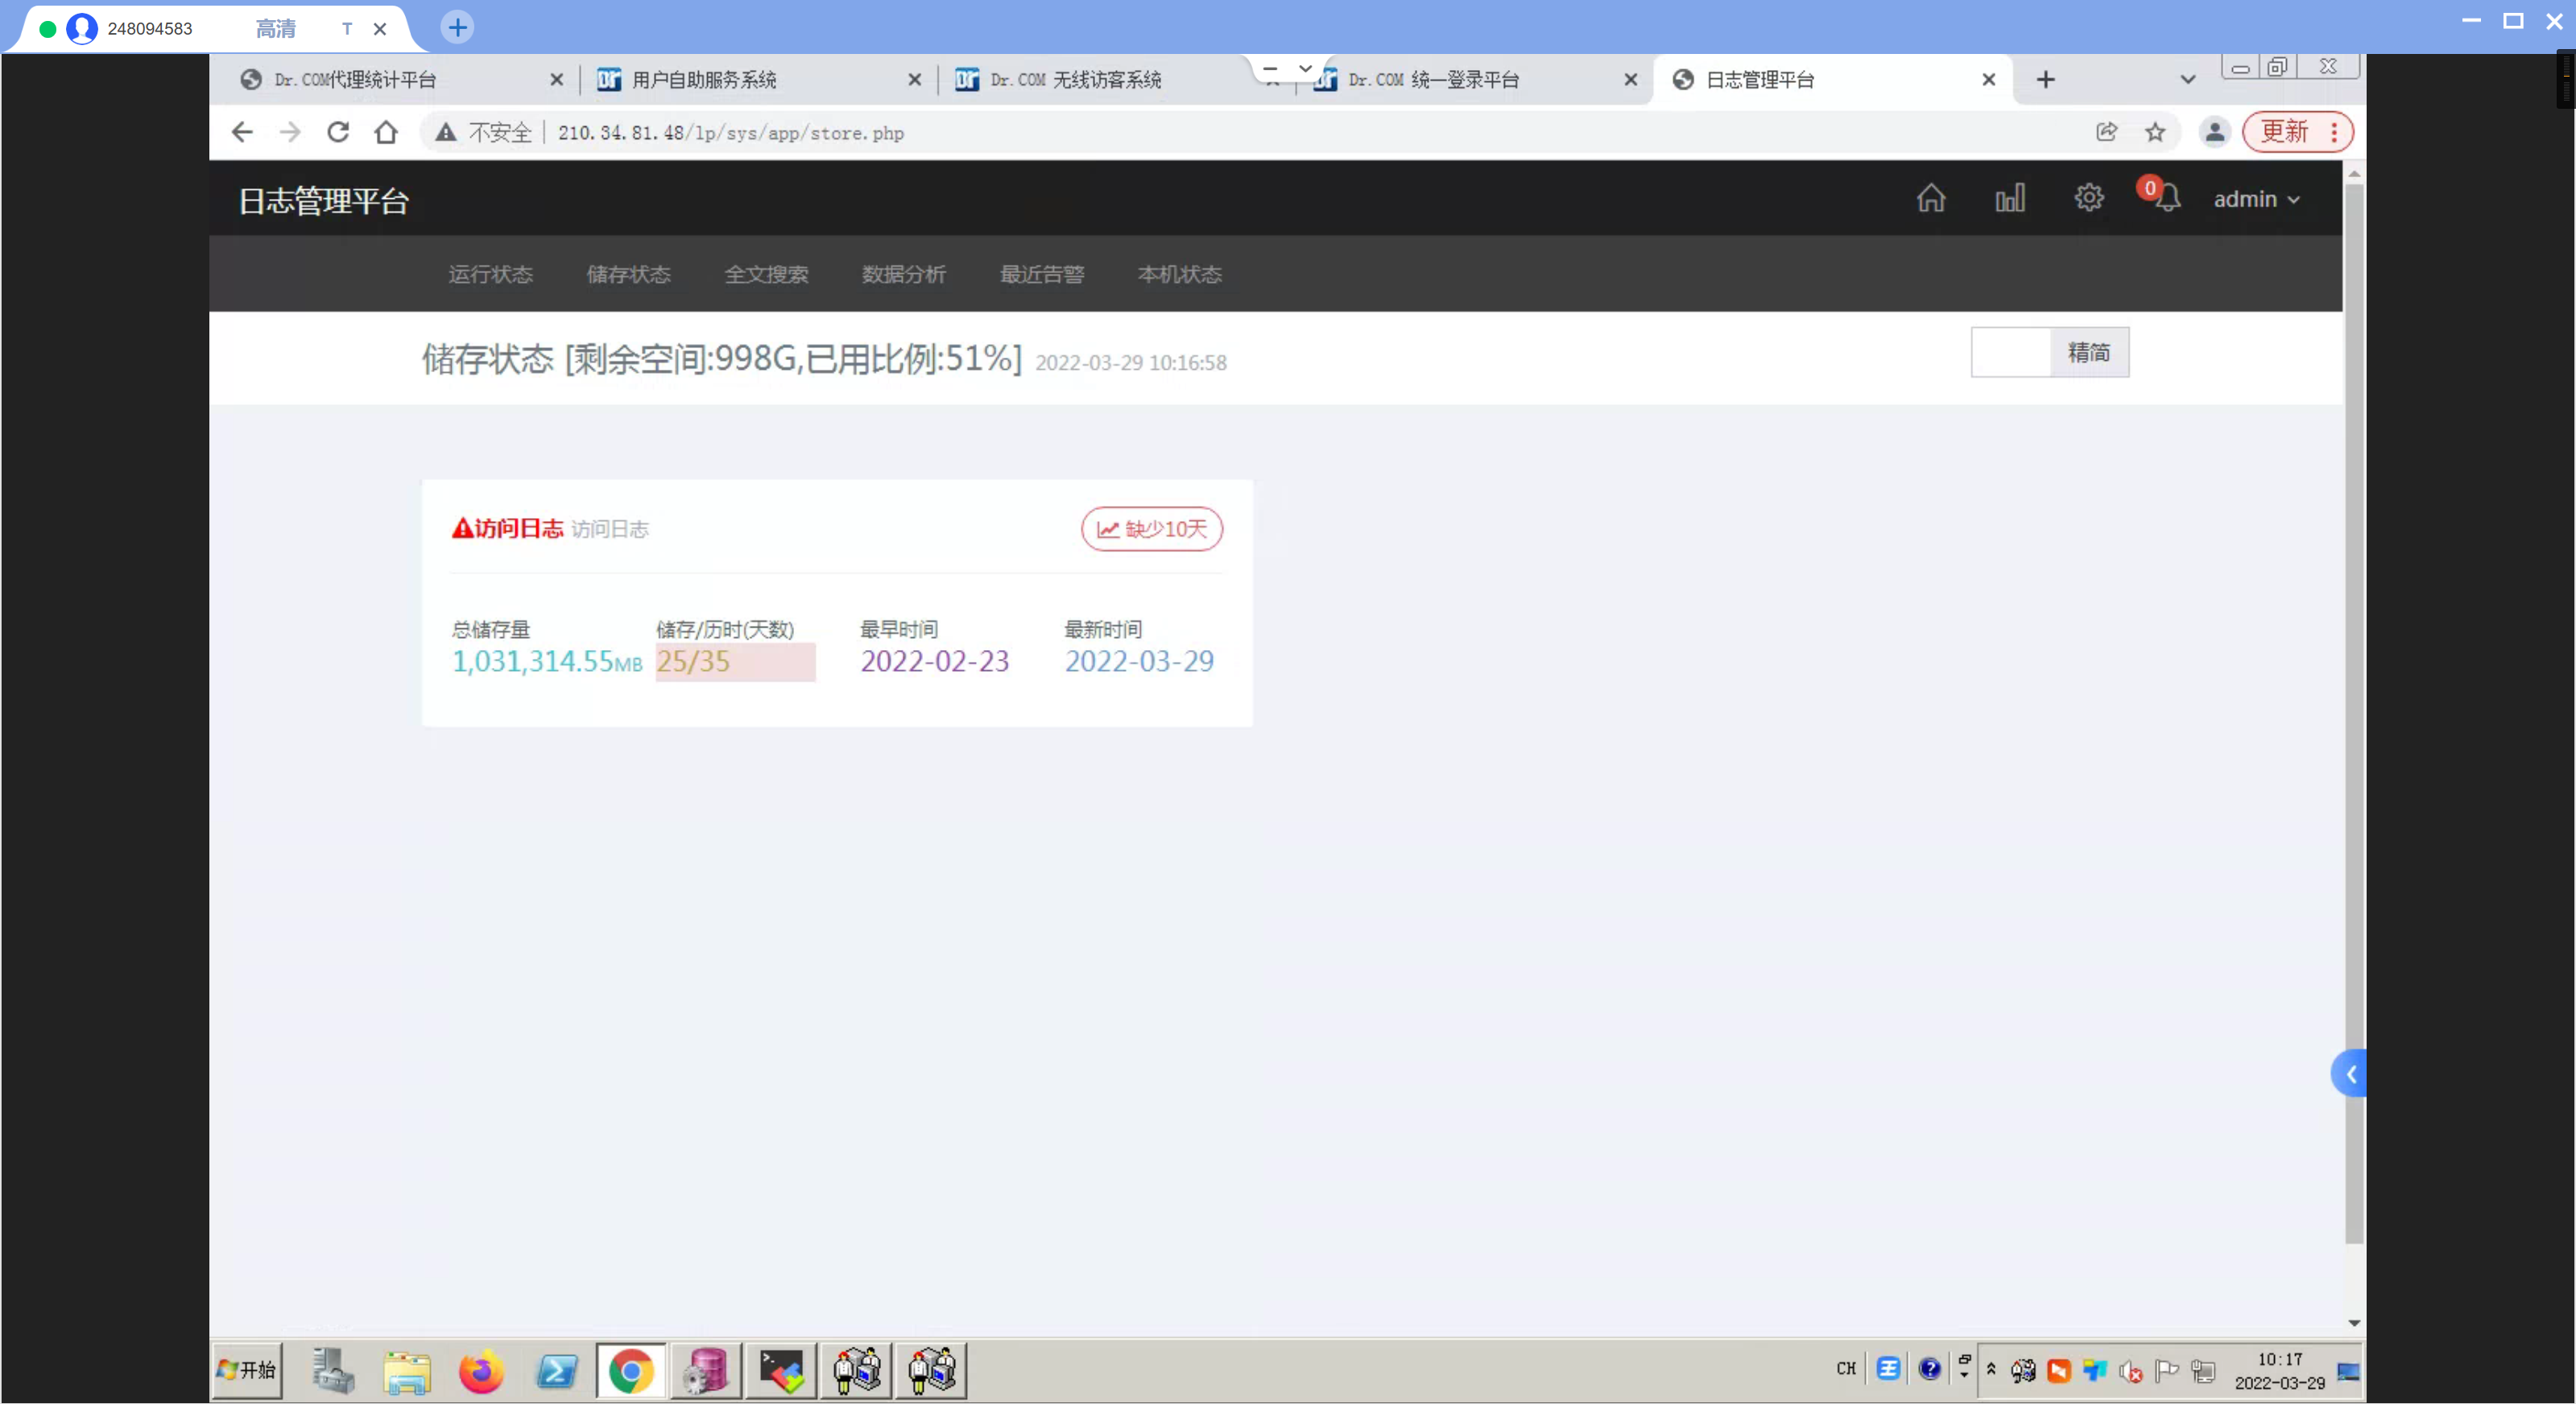 248094583 高清 T
Dr.COM代理统计平台 用户自助服务系统 Dr.COM 无线访客系统 Dr.COM 统一登录平台 日志管理平台
不安全 210.34.81.48/lp/sys/app/store.php 更新
日志管理平台 0 admin
运行状态 储存状态 全文搜索 数据分析 最近告警 本机状态
储存状态 [剩余空间:998G,已用比例:51%] 2022-03-29 10:16:58 精简
访问日志 访问日志 缺少10天
总储存量 储存/历时(天数) 最早时间 最新时间
1,031,314.55MB 25/35 2022-02-23 2022-03-29
开始 CH 10:17
2022-03-29